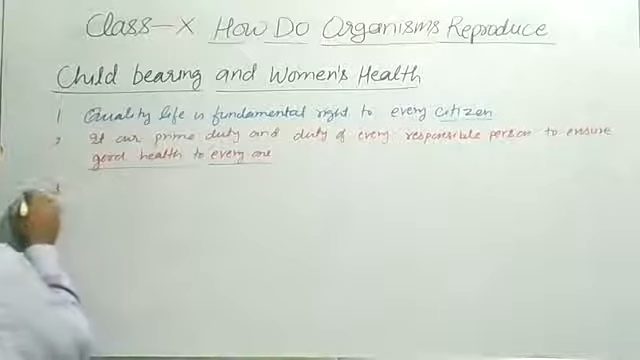 Class-X How Do Organisms Reproduce
Child bearing and Women's Health
1 Quality life is fundamental right to every citizen
2 It our prime duty and duty of every responsible person to ensure
good health to every one